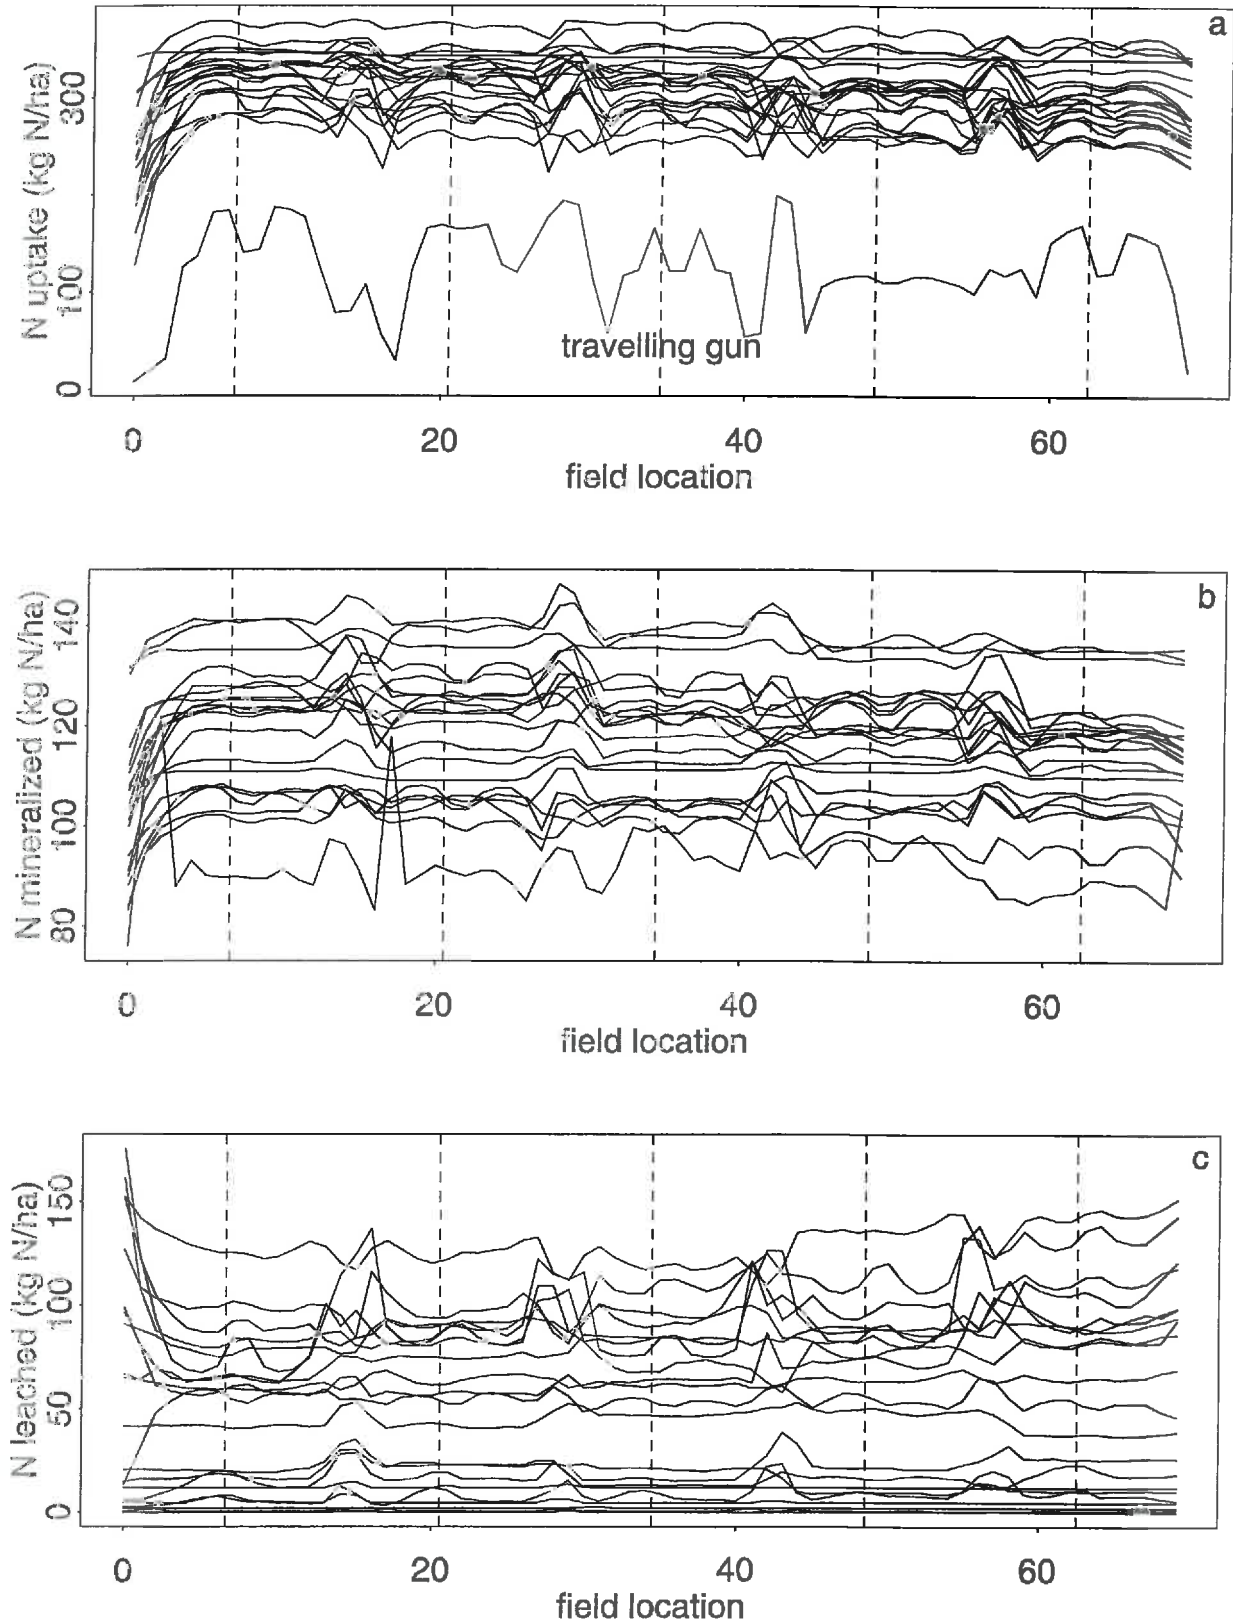 a
N uptake (kg N/ha)
300
100
0
travelling gun
0 20 40 60
field location
b
N mineralized (kg N/ha)
140
120
100
80
0 20 40 60
field location
c
N leached (kg N/ha)
150
100
50
0
0 20 40 60
field location